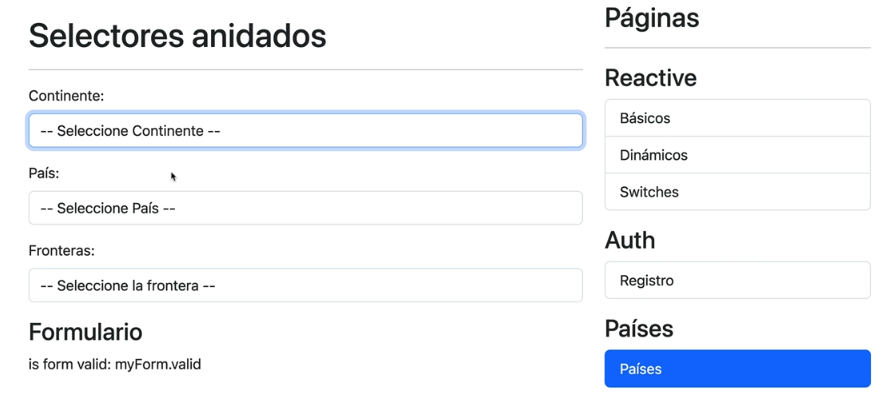 Selectores anidados
Continente:
-- Seleccione Continente --
País:
-- Seleccione País --
Fronteras:
-- Seleccione la frontera --
Formulario
is form valid: myForm.valid
Páginas
Reactive
Básicos
Dinámicos
Switches
Auth
Registro
Países
Países